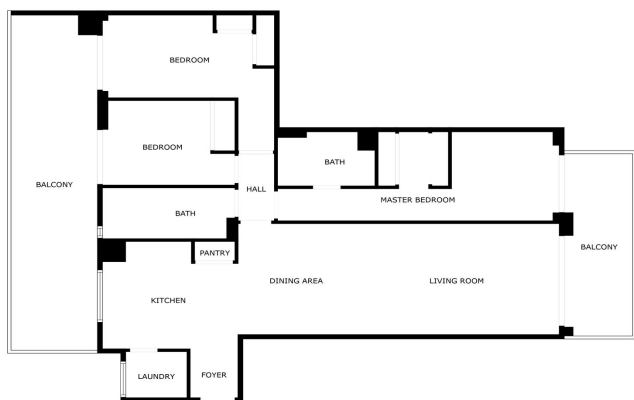 BEDROOM
BEDROOM
BATH
BALCONY
HALL
MASTER BEDROOM
BATH
BALCONY
PANTRY
DINING AREA
LIVING ROOM
KITCHEN
LAUNDRY
FOYER